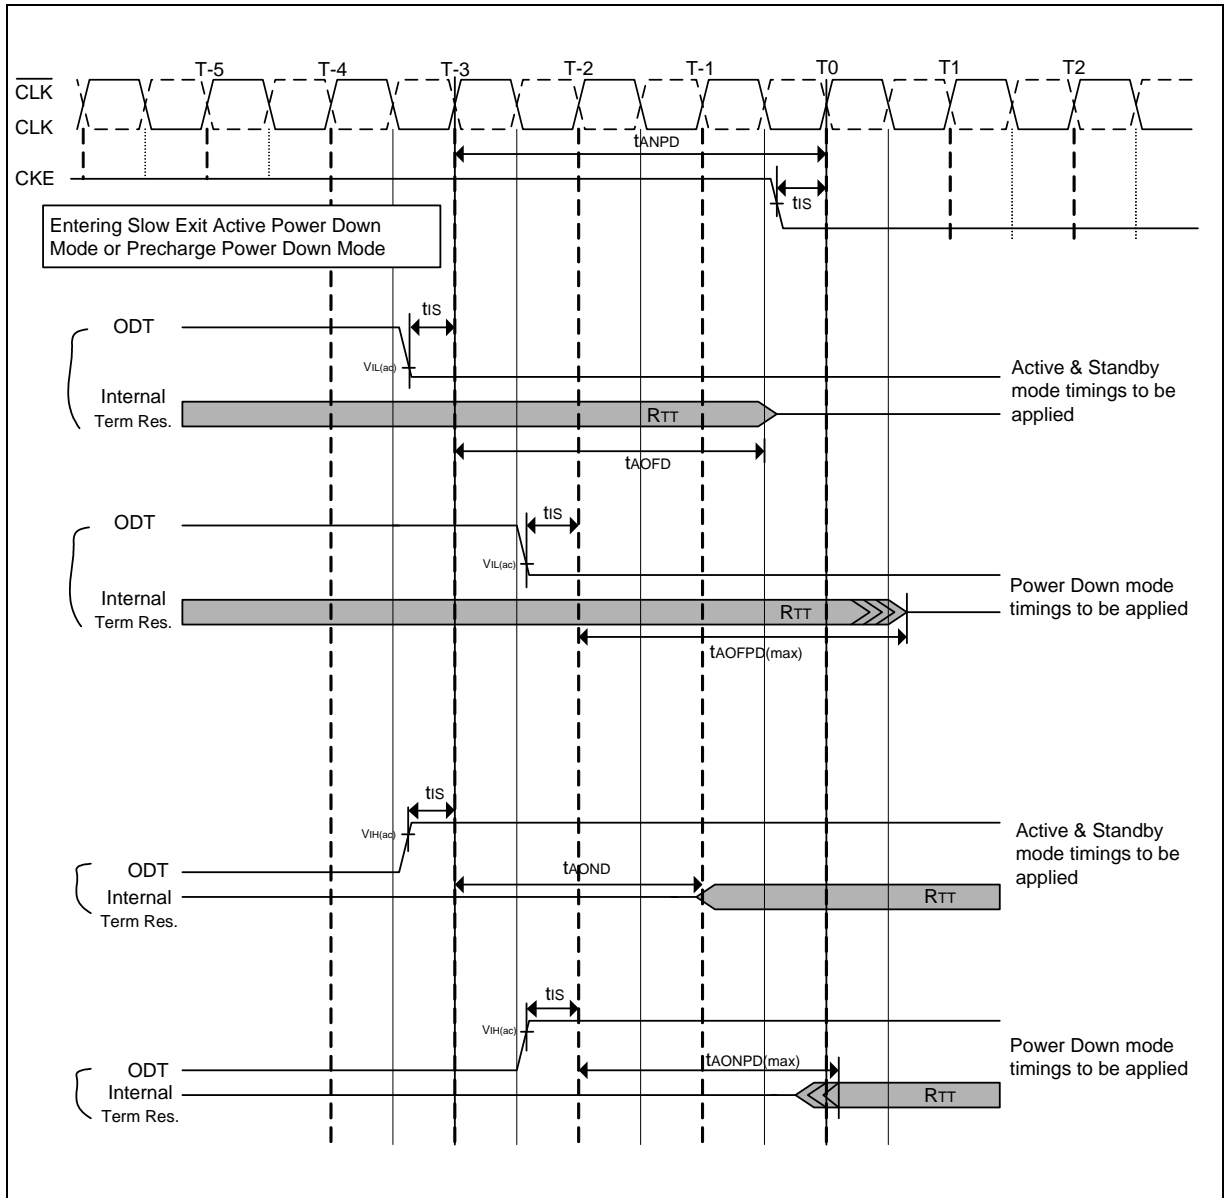 T-5 T-4 T-3 T-2 T-1 T0 T1 T2
CLK
CLK
tANPD
CKE
tIS
Entering Slow Exit Active Power Down
Mode or Precharge Power Down Mode
tIS
ODT
VIL(ac)
Active & Standby
mode timings to be
applied
Internal
Term Res.
RTT
tAOFD
ODT
tIS
VIL(ac)
Power Down mode
timings to be applied
Internal
Term Res.
RTT
tAOFPD(max)
tIS
VIH(ac)
Active & Standby
mode timings to be
applied
ODT
tAOND
Internal
Term Res.
RTT
tIS
VIH(ac)
Power Down mode
timings to be applied
ODT
tAONPD(max)
Internal
Term Res.
RTT